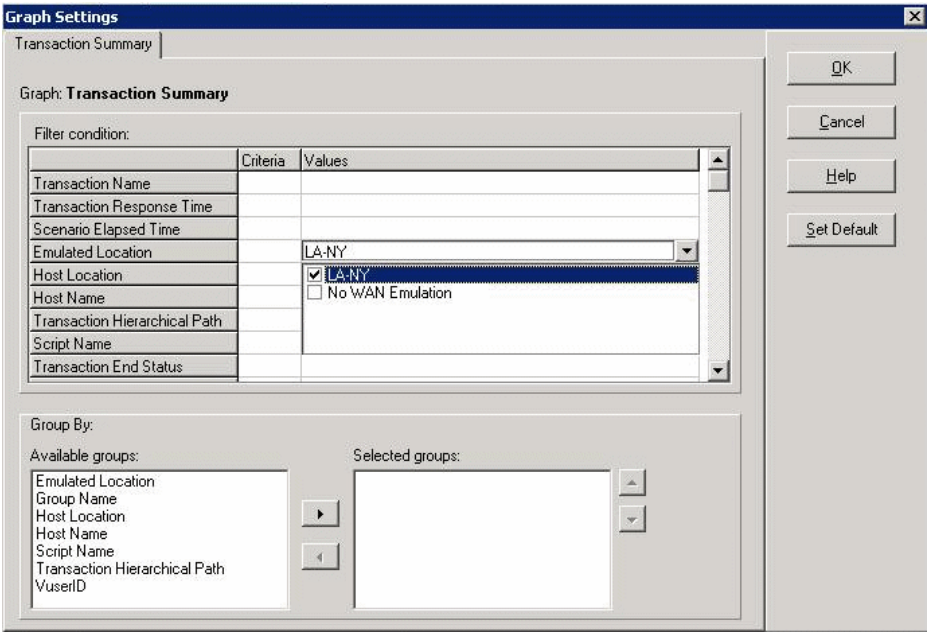 Graph Settings
Transaction Summary
Graph: Transaction Summary
Filter condition:
Criteria Values
Transaction Name
Transaction Response Time
Scenario Elapsed Time
Emulated Location LA-NY
Host Location LA-NY
Host Name No WAN Emulation
Transaction Hierarchical Path
Script Name
Transaction End Status
Group By:
Available groups:
Emulated Location
Group Name
Host Location
Host Name
Script Name
Transaction Hierarchical Path
VuserID
Selected groups:
OK
Cancel
Help
Set Default